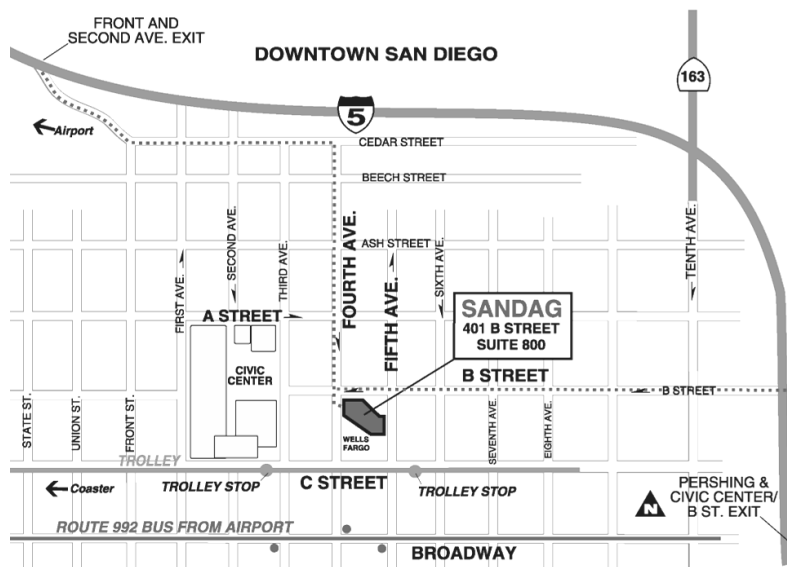 FRONT AND
SECOND AVE. EXIT
DOWNTOWN SAN DIEGO
163
5
Airport
CEDAR STREET
BEECH STREET
FIRST AVE.
SECOND AVE.
THIRD AVE.
FOURTH AVE.
ASH STREET
FIFTH AVE.
SIXTH AVE.
TENTH AVE.
A STREET
SANDAG
401 B STREET
SUITE 800
CIVIC
CENTER
B STREET
B STREET
STATE ST.
UNION ST.
FRONT ST.
WELLS
FARGO
SEVENTH AVE.
EIGHTH AVE.
TROLLEY
Coaster
TROLLEY STOP
C STREET
TROLLEY STOP
PERSHING &
CIVIC CENTER/
B ST. EXIT
N
ROUTE 992 BUS FROM AIRPORT
BROADWAY